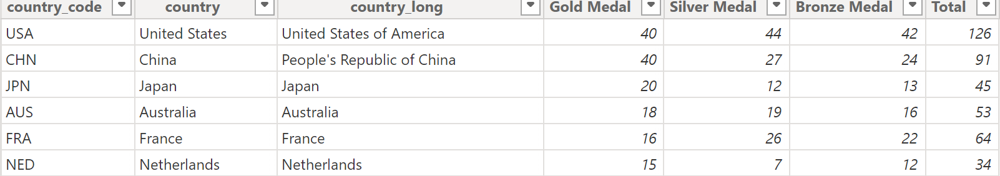 country_code country country_long Gold Medal Silver Medal Bronze Medal Total
USA United States United States of America 40 44 42 126
CHN China People's Republic of China 40 27 24 91
JPN Japan Japan 20 12 13 45
AUS Australia Australia 18 19 16 53
FRA France France 16 26 22 64
NED Netherlands Netherlands 15 7 12 34